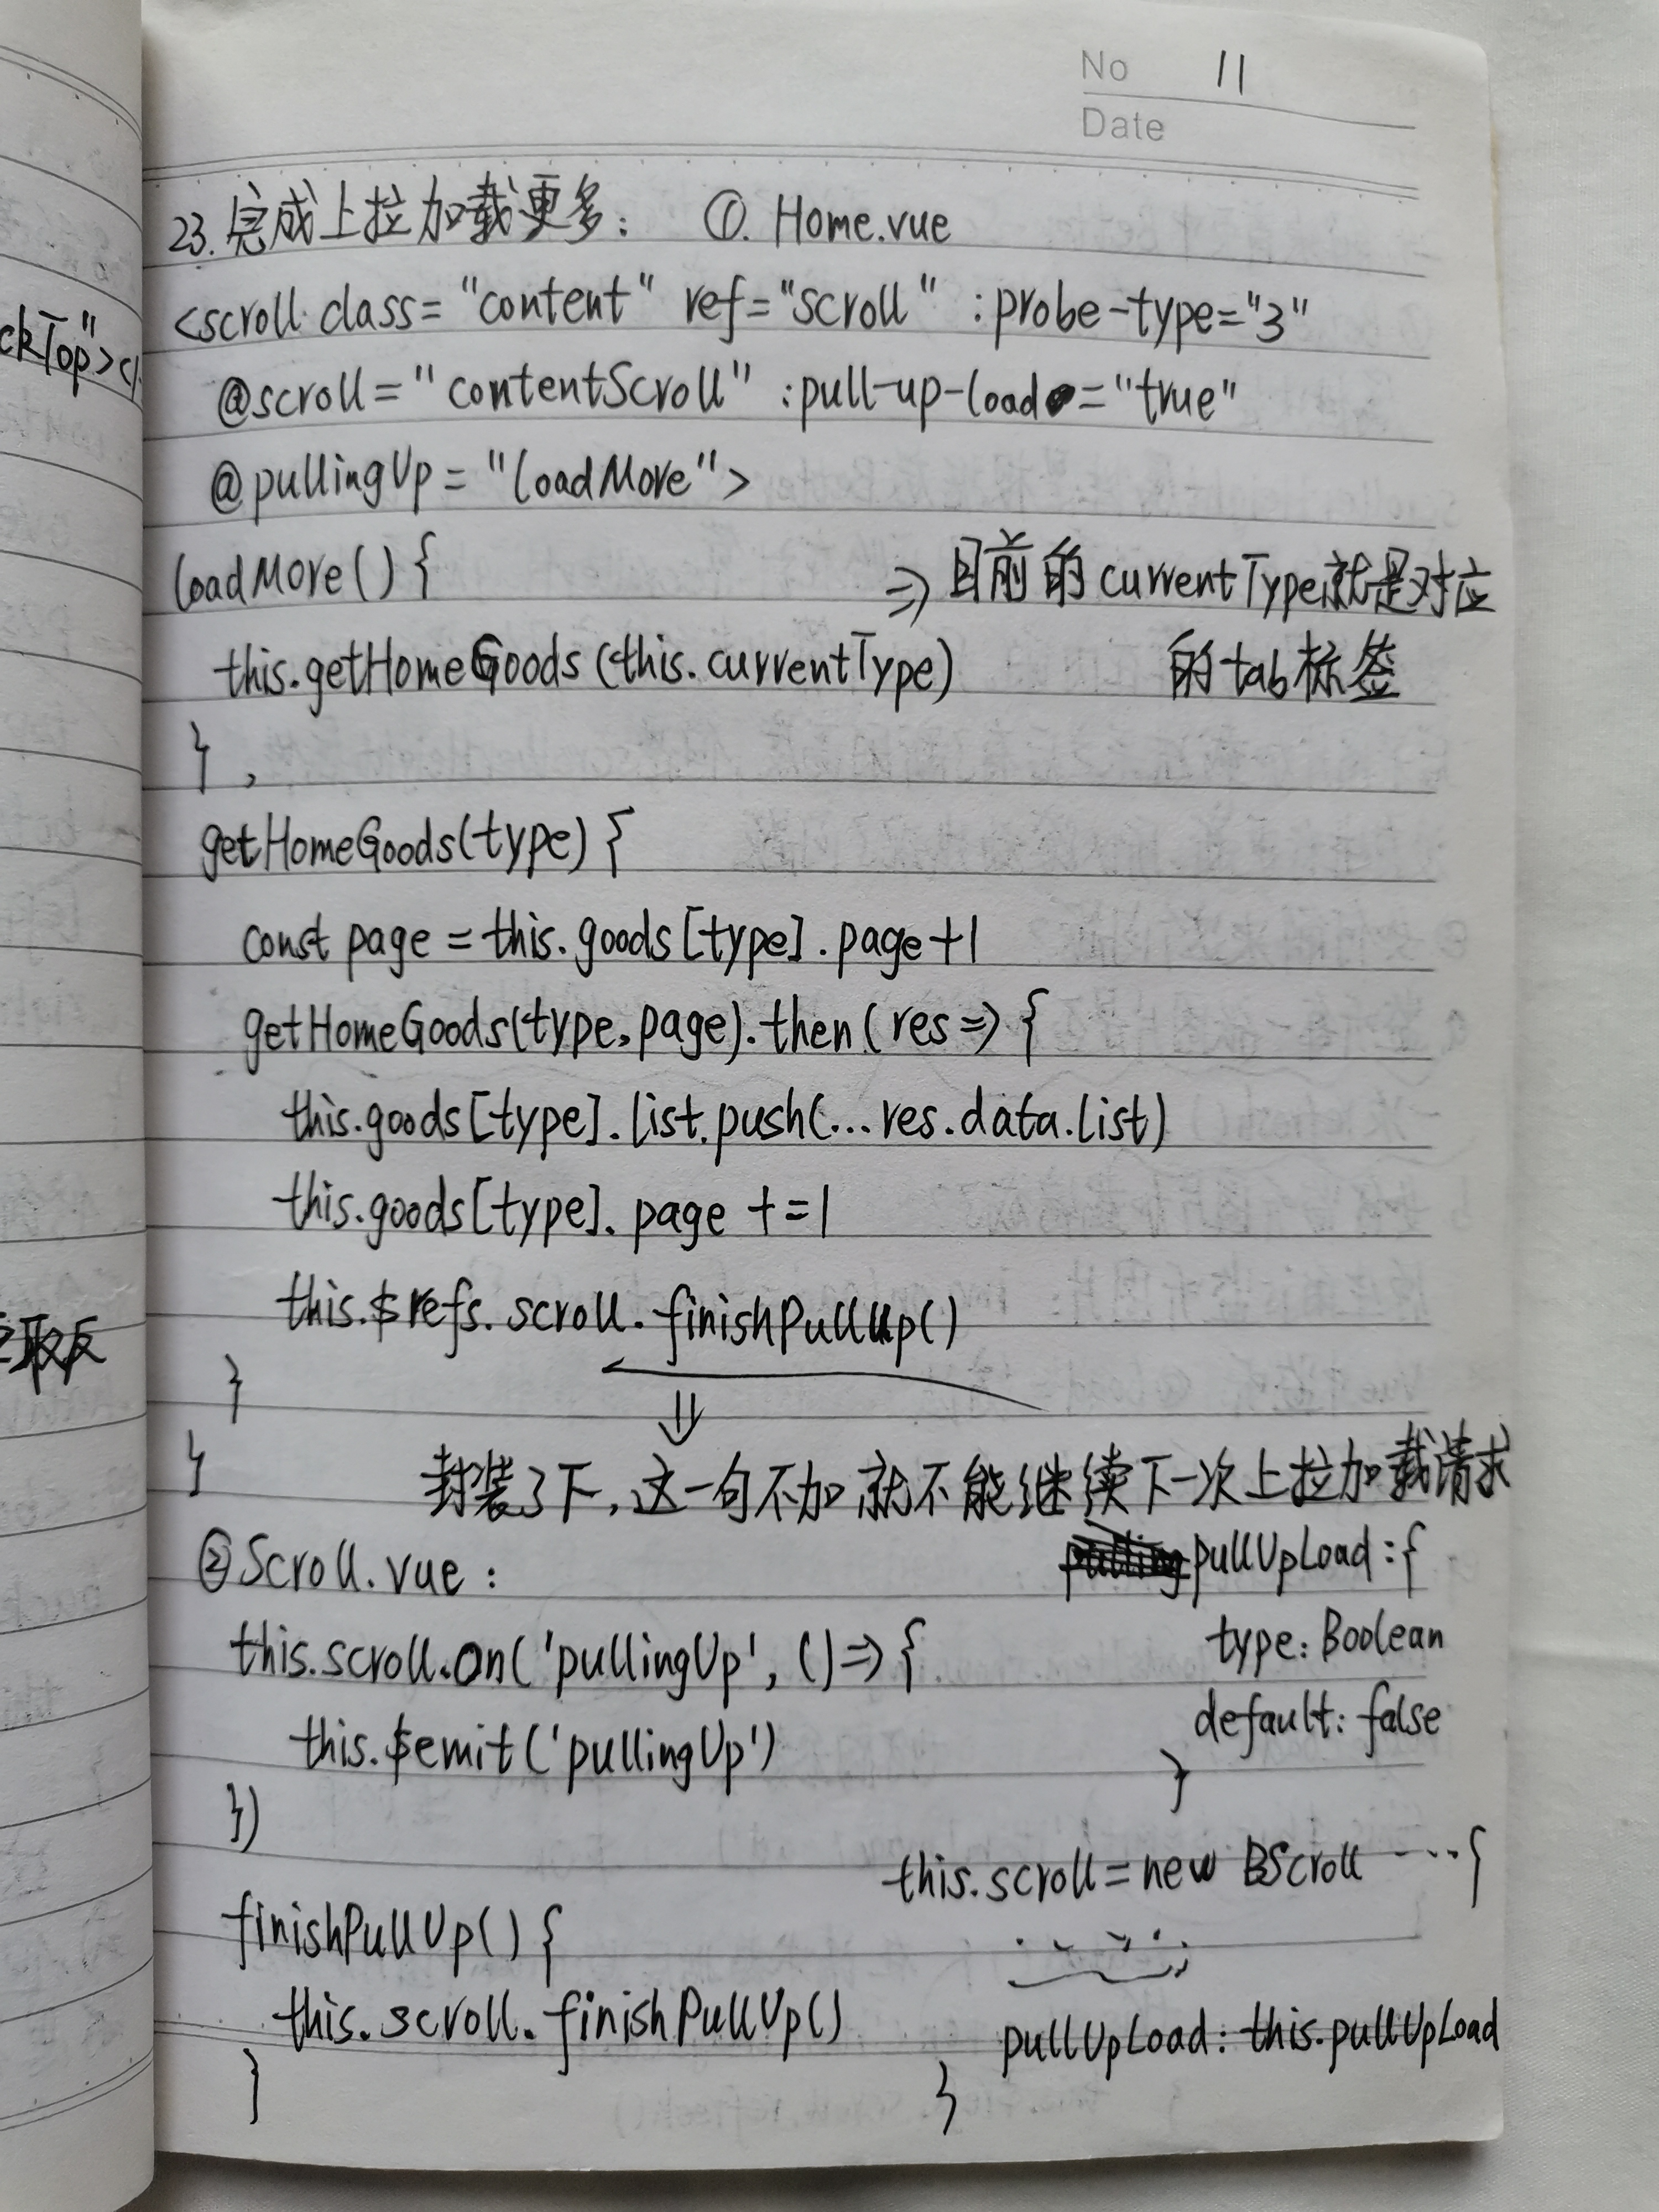 No 11
Date
23. 完成上拉加载更多: ①. Home.vue
<scroll class="content" ref="scroll" :probe-type="3"
@scroll="contentScroll" :pull-up-load="true"
@pullingUp="loadMore">
loadMore() {
⇒ 目前的currentType就是对应
的tab标签
this.getHomeGoods(this.currentType)
},
getHomeGoods(type) {
const page = this.goods[type].page+1
getHomeGoods(type,page).then(res=>{
this.goods[type].list.push(...res.data.list)
this.goods[type].page +=1
this.$refs.scroll.finishPullUp()
}
⇓
}
封装了下,这一句不加就不能继续下一次上拉加载请求
②Scroll.vue:
this.scroll.on('pullingUp', ()=>{
this.$emit('pullingUp')
})
finishPullUp() {
this.scroll.finishPullUp()
}
pullUpLoad:{
type: Boolean
default: false
}
this.scroll=new BScroll ....{
pullUpLoad: this.pullUpLoad
}
ckTop"></
取反